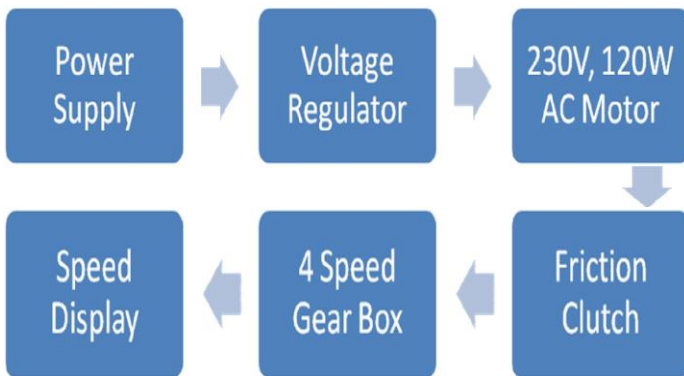 Power
Supply
Voltage
Regulator
230V, 120W
AC Motor
Friction
Clutch
4 Speed
Gear Box
Speed
Display